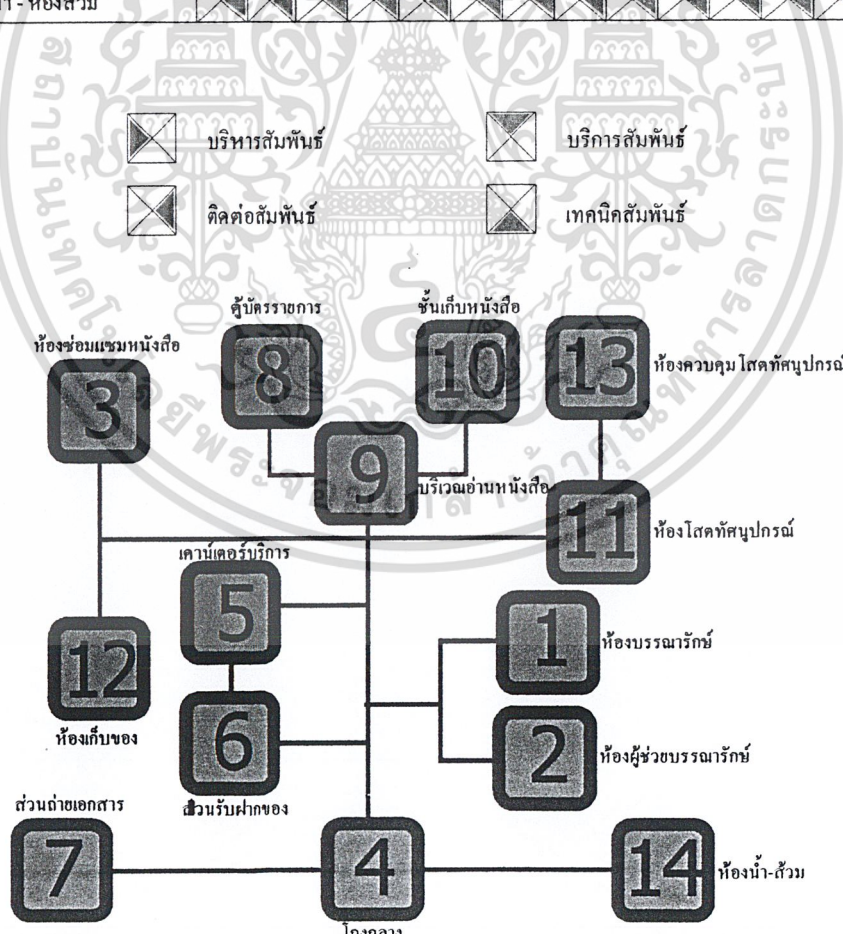 บริหารสัมพันธ์
บริการสัมพันธ์
ติดต่อสัมพันธ์
เทคนิคสัมพันธ์
ตู้บัตรรายการ
ชั้นเก็บหนังสือ
ห้องซ่อมแซมหนังสือ
3
8
10
13
ห้องควบคุมโสตทัศนูปกรณ์
9
บริเวณอ่านหนังสือ
11
ห้องโสตทัศนูปกรณ์
เคาน์เตอร์บริการ
5
12
1
ห้องบรรณารักษ์
ห้องเก็บของ
6
2
ห้องผู้ช่วยบรรณารักษ์
ส่วนถ่ายเอกสาร
ส่วนรับฝากของ
7
4
14
ห้องน้ำ-ส้วม
โถงกลาง